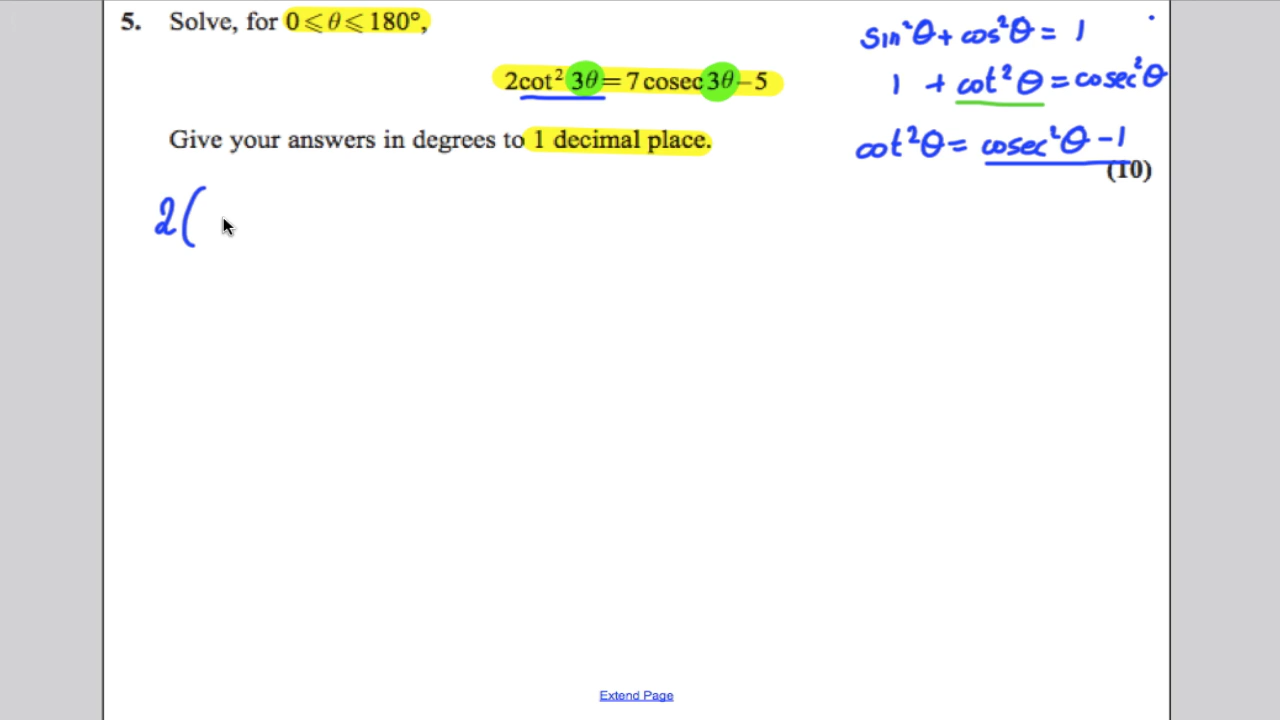 5. Solve, for 0 ⩽ θ ⩽ 180°,
2cot² 3θ = 7 cosec 3θ – 5
Give your answers in degrees to 1 decimal place.
(10)
sin²θ + cos²θ = 1
1 + cot²θ = cosec²θ
cot²θ = cosec²θ – 1
2(
Extend Page